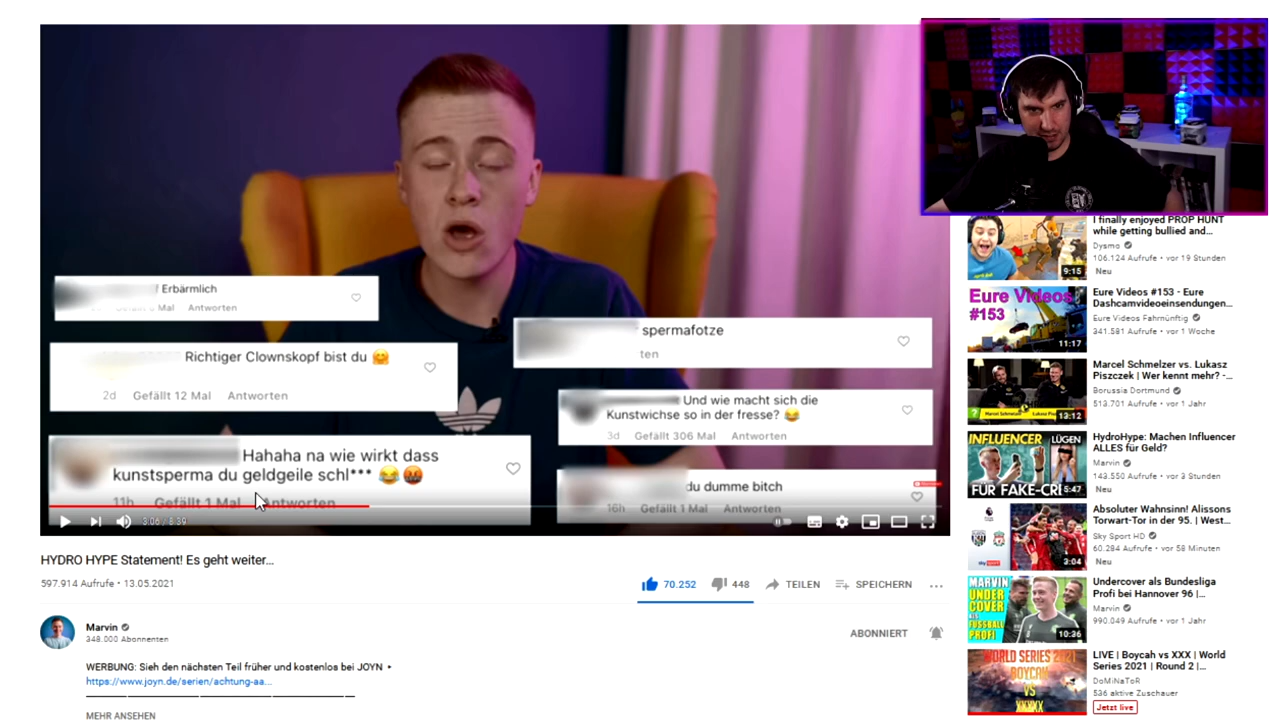 Erbärmlich
Mal Antworten
Richtiger Clownskopf bist du 🤗
2d Gefällt 12 Mal Antworten
Hahaha na wie wirkt dass
kunstsperma du geldgeile schl*** 😂🤬
11h Gefällt 1 Mal Antworten
spermafotze
ten
Und wie macht sich die
Kunstwichse so in der fresse? 😂
3d Gefällt 306 Mal Antworten
du dumme bitch
16h Gefällt 1 Mal Antworten
3:06 / 8:39
HYDRO HYPE Statement! Es geht weiter...
597.914 Aufrufe • 13.05.2021
70.252 448 TEILEN SPEICHERN ...
Marvin
348.000 Abonnenten
ABONNIERT
WERBUNG: Sieh den nächsten Teil früher und kostenlos bei JOYN
https://www.joyn.de/serien/achtung-aa...
MEHR ANSEHEN
I finally enjoyed PROP HUNT
while getting bullied and...
Dysmo
106.124 Aufrufe • vor 19 Stunden
Neu
9:15
Eure Videos
#153
11:17
Eure Videos #153 - Eure
Dashcamvideoeinsendungen...
Eure Videos Fahrnünftig
341.581 Aufrufe • vor 1 Woche
13:12
Marcel Schmelzer vs. Lukasz
Piszczek | Wer kennt mehr? -...
Borussia Dortmund
513.701 Aufrufe • vor 1 Jahr
INFLUENCER LÜGEN
FÜR FAKE-CR
5:47
HydroHype: Machen Influencer
ALLES für Geld?
Marvin
143.550 Aufrufe • vor 3 Stunden
Neu
3:04
Absoluter Wahnsinn! Alissons
Torwart-Tor in der 95. | West...
Sky Sport HD
60.284 Aufrufe • vor 58 Minuten
Neu
MARVIN
UNDER
COVER
ALS
FUSSBALL
PROFI
10:36
Undercover als Bundesliga
Profi bei Hannover 96 |...
Marvin
990.049 Aufrufe • vor 1 Jahr
WORLD SERIES 2021
BOYCAH
VS
XXXXX
LIVE | Boycah vs XXX | World
Series 2021 | Round 2 |...
DoMiNaToR
536 aktive Zuschauer
Jetzt live